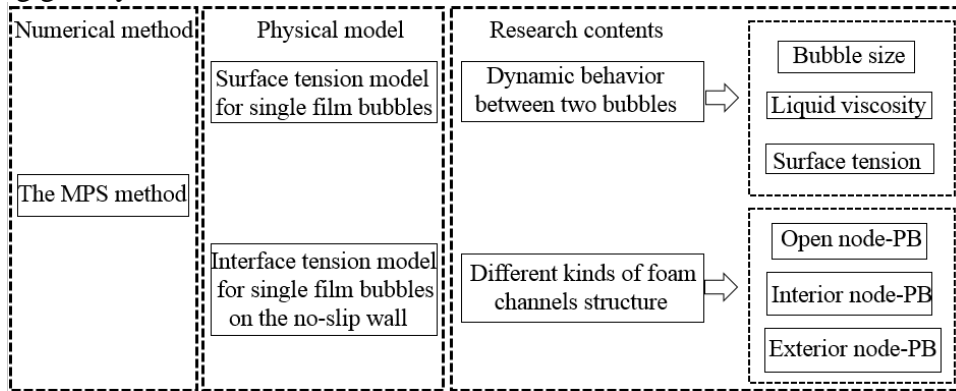 Numerical method
The MPS method
Physical model
Surface tension model
for single film bubbles
Interface tension model
for single film bubbles
on the no-slip wall
Research contents
Dynamic behavior
between two bubbles
Bubble size
Liquid viscosity
Surface tension
Different kinds of foam
channels structure
Open node-PB
Interior node-PB
Exterior node-PB